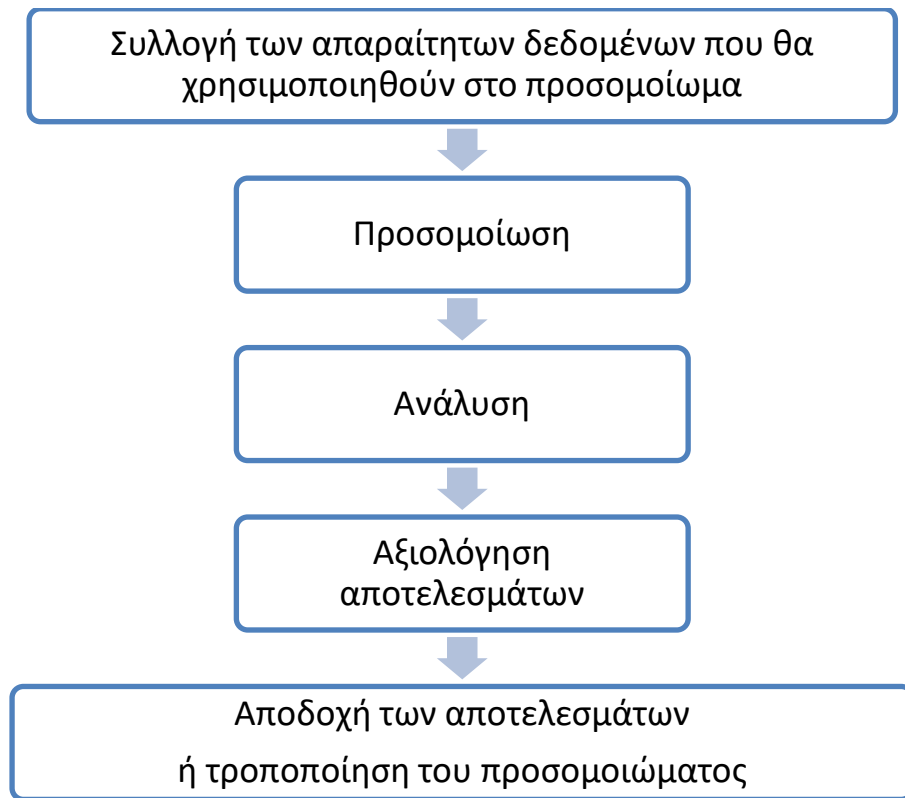 Συλλογή των απαραίτητων δεδομένων που θα
χρησιμοποιηθούν στο προσομοίωμα
Προσομοίωση
Ανάλυση
Αξιολόγηση
αποτελεσμάτων
Αποδοχή των αποτελεσμάτων
ή τροποποίηση του προσομοιώματος